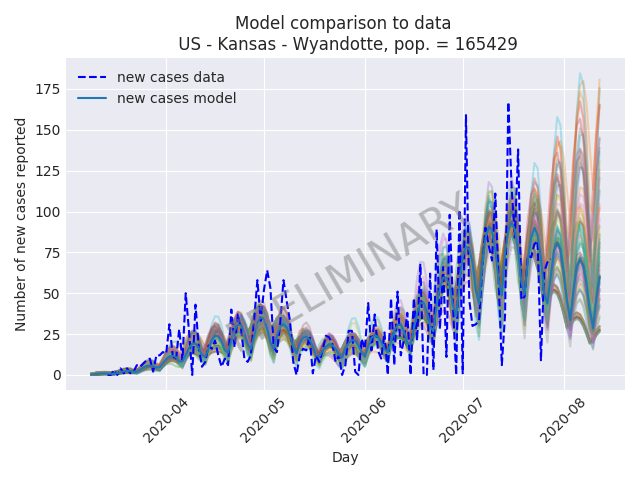 Model comparison to data
US - Kansas - Wyandotte, pop. = 165429
new cases data
new cases model
Number of new cases reported
175
150
125
100
75
50
25
0
PRELIMINARY
2020-04
2020-05
2020-06
2020-07
2020-08
Day